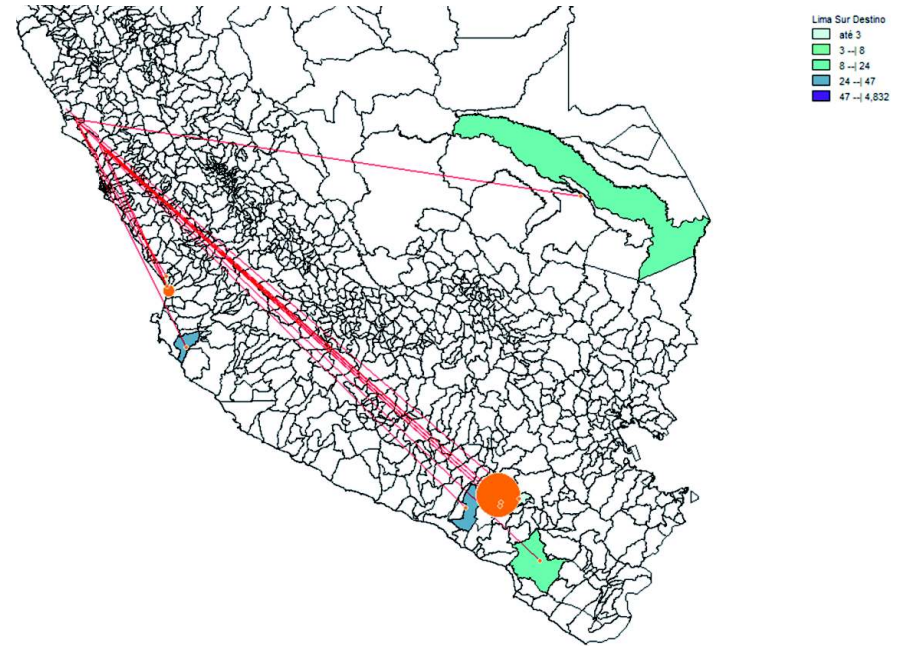 Lima Sur Destino
até 3
3 --| 8
8 --| 24
24 --| 47
47 --| 4,832
8